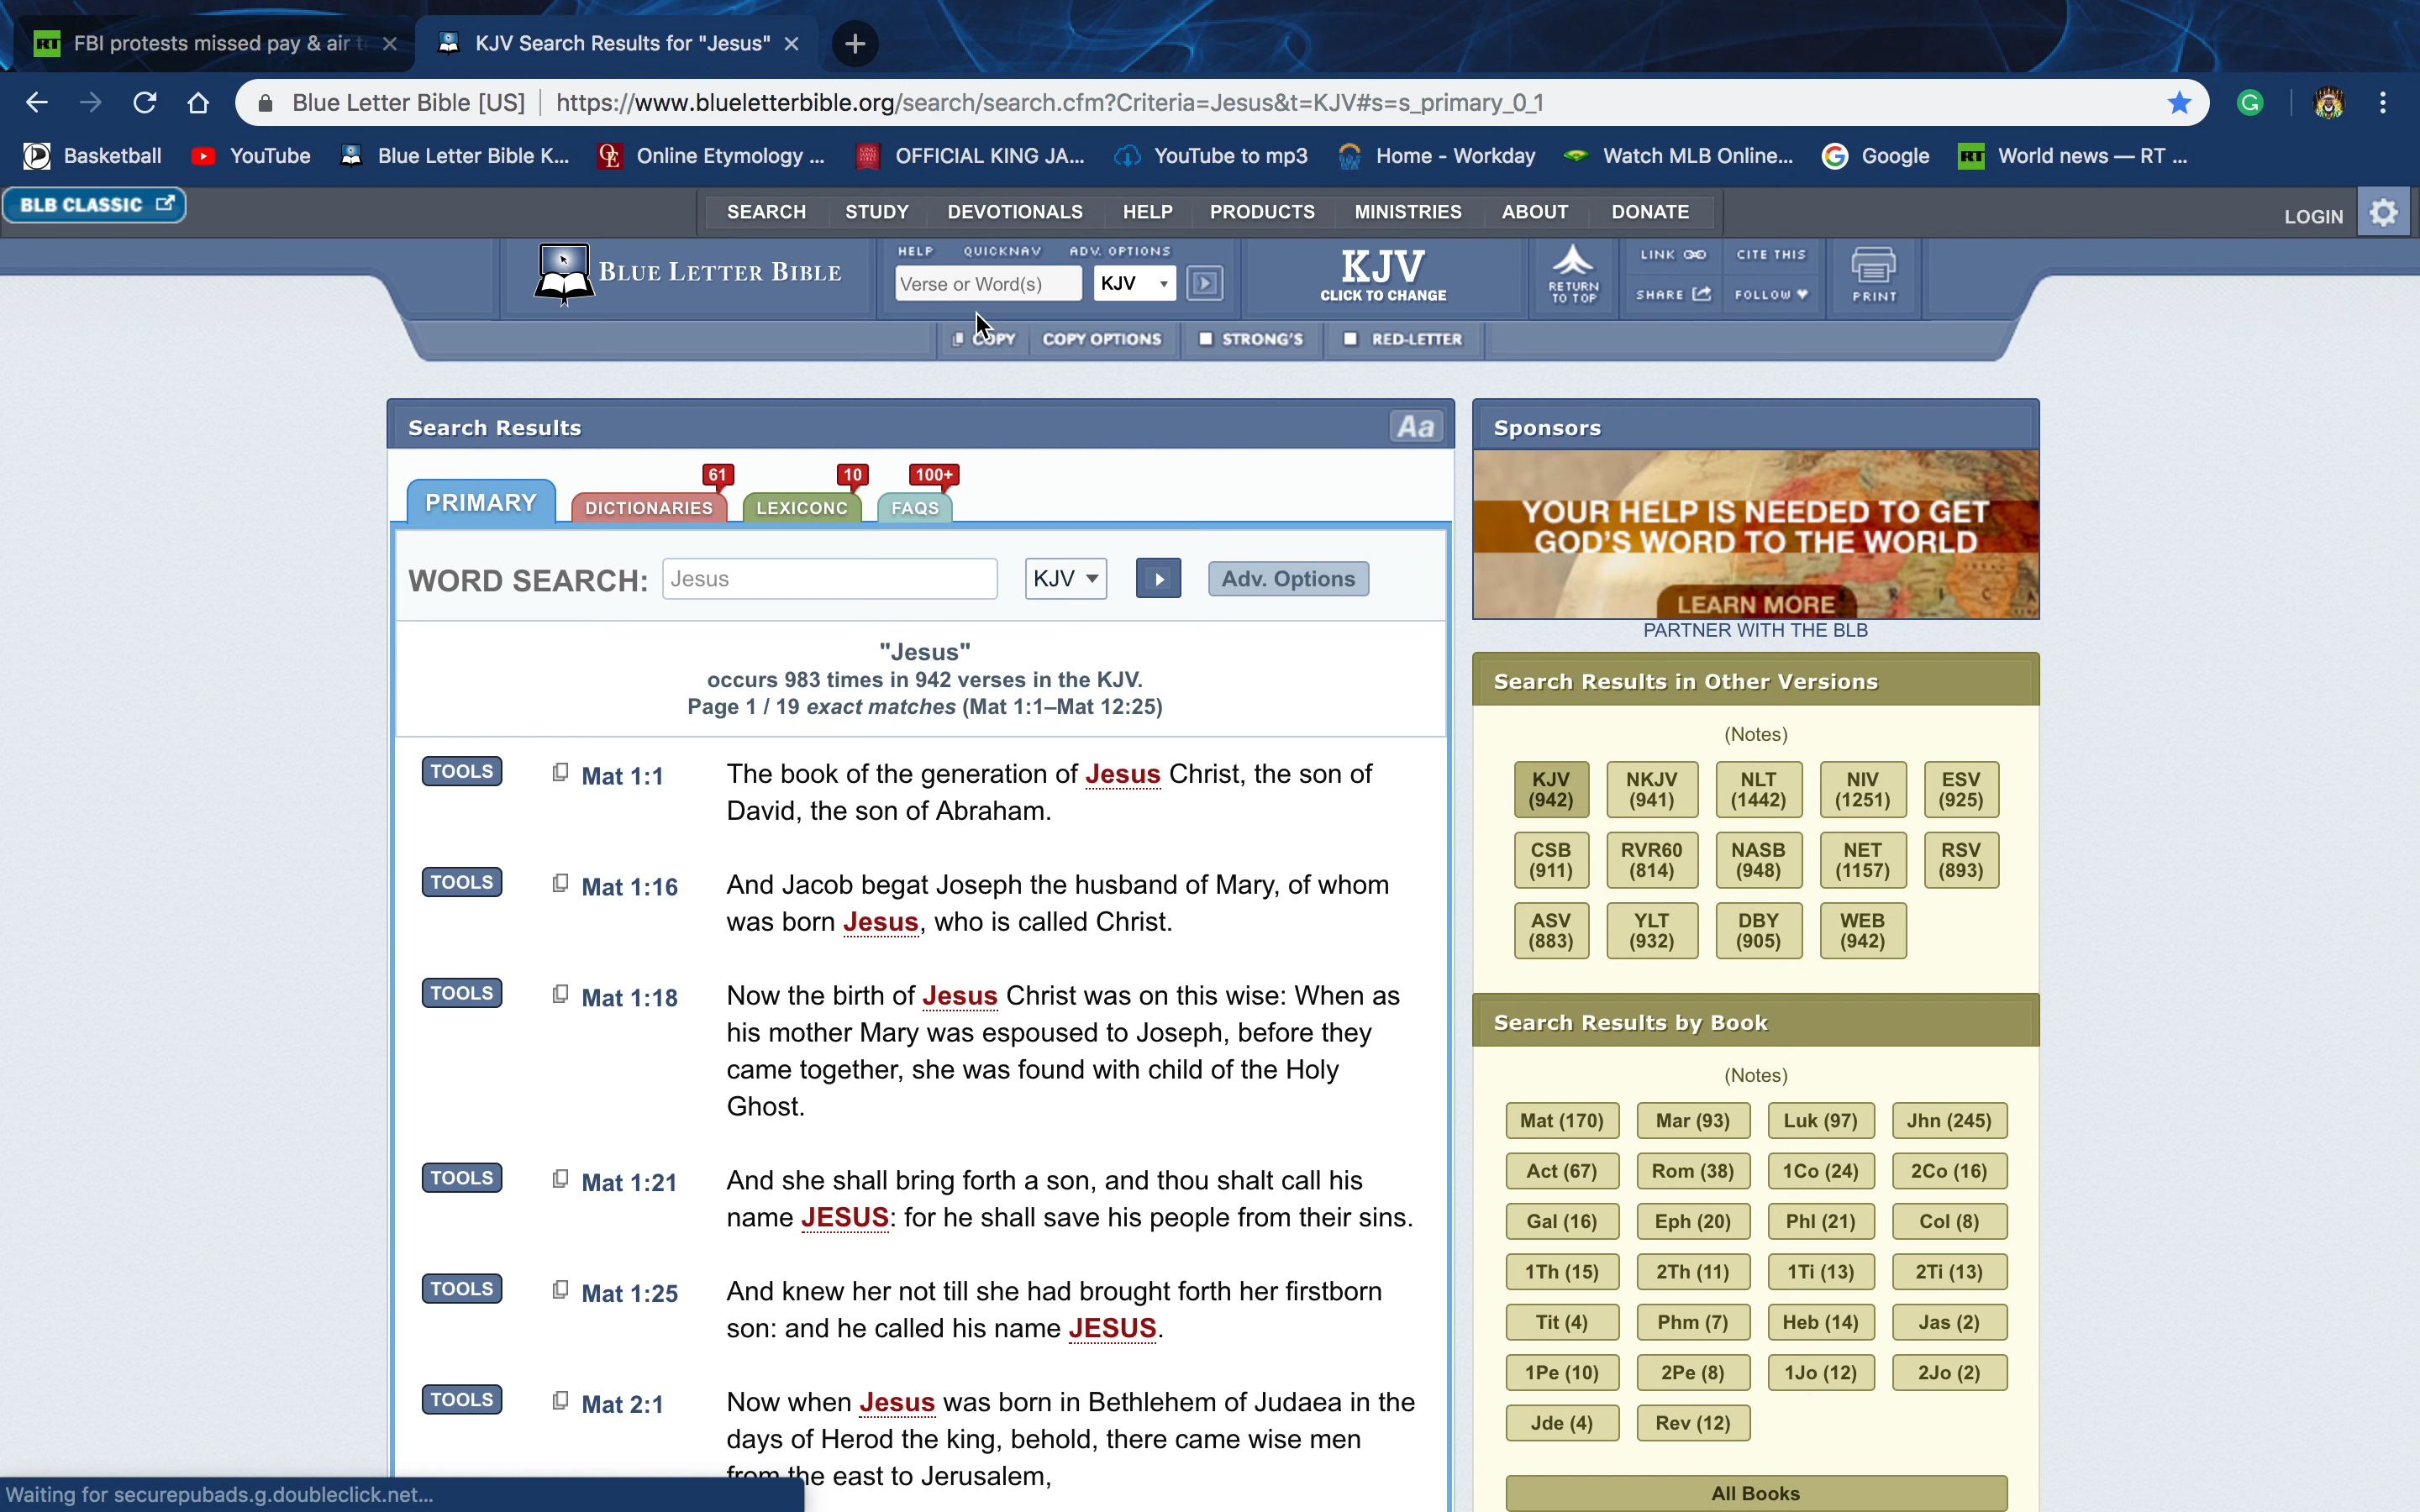 FBI protests missed pay & air t
KJV Search Results for "Jesus"
Blue Letter Bible [US] https://www.blueletterbible.org/search/search.cfm?Criteria=Jesus&t=KJV#s=s_primary_0_1
Basketball YouTube Blue Letter Bible K... Online Etymology ... OFFICIAL KING JA... YouTube to mp3 Home - Workday Watch MLB Online... Google RT World news — RT ...
BLB CLASSIC
SEARCH STUDY DEVOTIONALS HELP PRODUCTS MINISTRIES ABOUT DONATE
LOGIN
BLUE LETTER BIBLE
HELP QUICKNAV ADV. OPTIONS
Verse or Word(s) KJV
KJV
CLICK TO CHANGE
RETURN
TO TOP
LINK CITE THIS
SHARE FOLLOW
PRINT
COPY COPY OPTIONS STRONG'S RED-LETTER
Search Results Aa
61 10 100+
PRIMARY DICTIONARIES LEXICONC FAQS
WORD SEARCH: Jesus KJV Adv. Options
"Jesus"
occurs 983 times in 942 verses in the KJV.
Page 1 / 19 exact matches (Mat 1:1–Mat 12:25)
TOOLS Mat 1:1 The book of the generation of Jesus Christ, the son of
David, the son of Abraham.
TOOLS Mat 1:16 And Jacob begat Joseph the husband of Mary, of whom
was born Jesus, who is called Christ.
TOOLS Mat 1:18 Now the birth of Jesus Christ was on this wise: When as
his mother Mary was espoused to Joseph, before they
came together, she was found with child of the Holy
Ghost.
TOOLS Mat 1:21 And she shall bring forth a son, and thou shalt call his
name JESUS: for he shall save his people from their sins.
TOOLS Mat 1:25 And knew her not till she had brought forth her firstborn
son: and he called his name JESUS.
TOOLS Mat 2:1 Now when Jesus was born in Bethlehem of Judaea in the
days of Herod the king, behold, there came wise men
from the east to Jerusalem,
Waiting for securepubads.g.doubleclick.net...
Sponsors
YOUR HELP IS NEEDED TO GET
GOD'S WORD TO THE WORLD
LEARN MORE
PARTNER WITH THE BLB
Search Results in Other Versions
(Notes)
KJV NKJV NLT NIV ESV
(942) (941) (1442) (1251) (925)
CSB RVR60 NASB NET RSV
(911) (814) (948) (1157) (893)
ASV YLT DBY WEB
(883) (932) (905) (942)
Search Results by Book
(Notes)
Mat (170) Mar (93) Luk (97) Jhn (245)
Act (67) Rom (38) 1Co (24) 2Co (16)
Gal (16) Eph (20) Phl (21) Col (8)
1Th (15) 2Th (11) 1Ti (13) 2Ti (13)
Tit (4) Phm (7) Heb (14) Jas (2)
1Pe (10) 2Pe (8) 1Jo (12) 2Jo (2)
Jde (4) Rev (12)
All Books